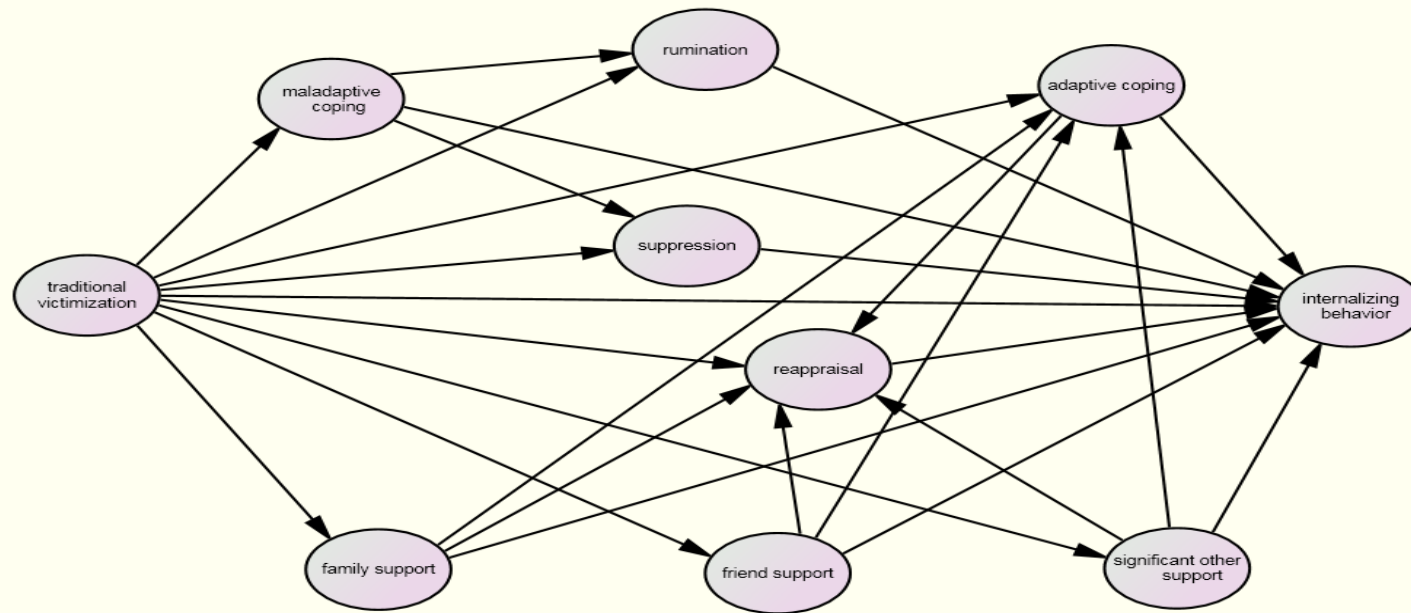 rumination
maladaptive
coping
adaptive coping
suppression
traditional
victimization
internalizing
behavior
reappraisal
family support
friend support
significant other
support